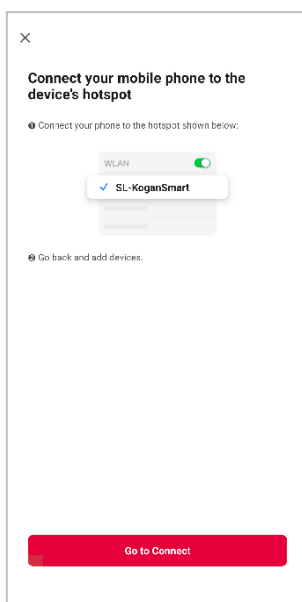 Connect your mobile phone to the
device's hotspot
❶ Connect your phone to the hotspot shown below:
WLAN
SL-KoganSmart
❷ Go back and add devices.
Go to Connect